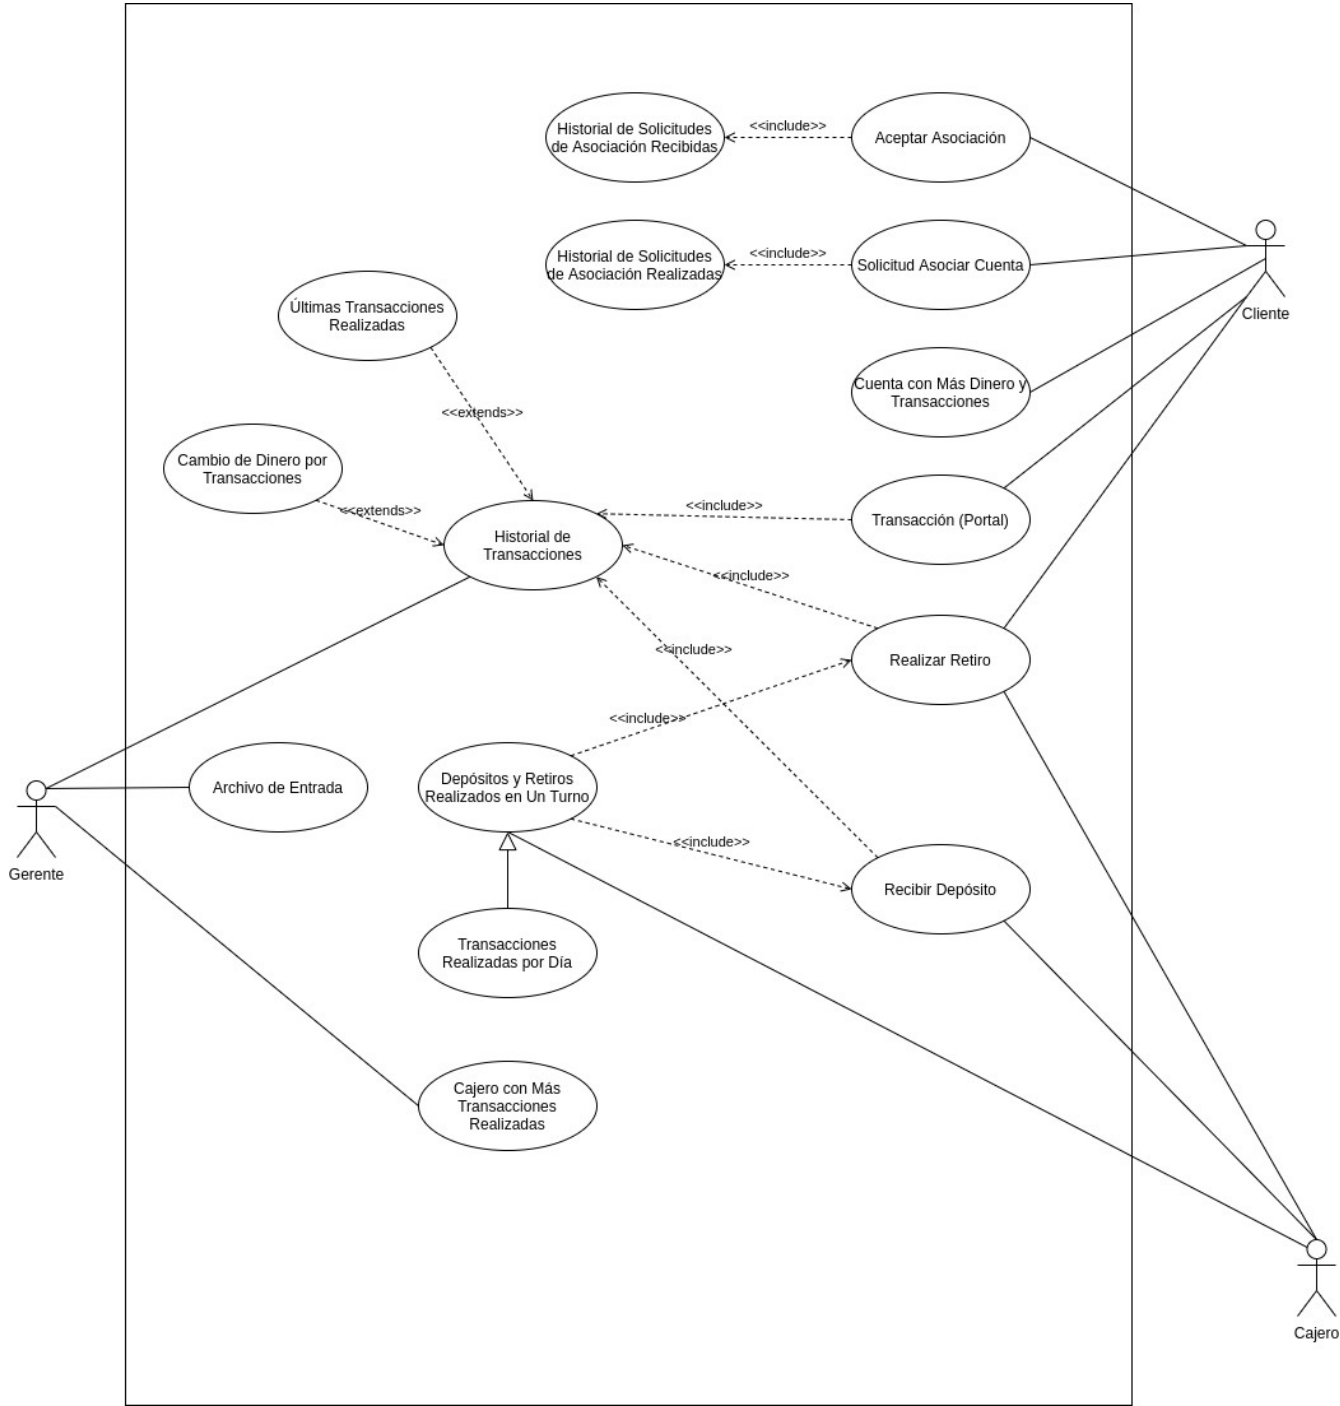 Historial de Solicitudes
de Asociación Recibidas
<<include>>
Aceptar Asociación
Historial de Solicitudes
de Asociación Realizadas
<<include>>
Solicitud Asociar Cuenta
Cliente
Últimas Transacciones
Realizadas
Cuenta con Más Dinero y
Transacciones
<<extends>>
Cambio de Dinero por
Transacciones
<<extends>>
<<include>>
Transacción (Portal)
Historial de
Transacciones
<<include>>
<<include>>
Realizar Retiro
<<include>>
Archivo de Entrada
Depósitos y Retiros
Realizados en Un Turno
<<include>>
Gerente
Recibir Depósito
Transacciones
Realizadas por Día
Cajero con Más
Transacciones
Realizadas
Cajero